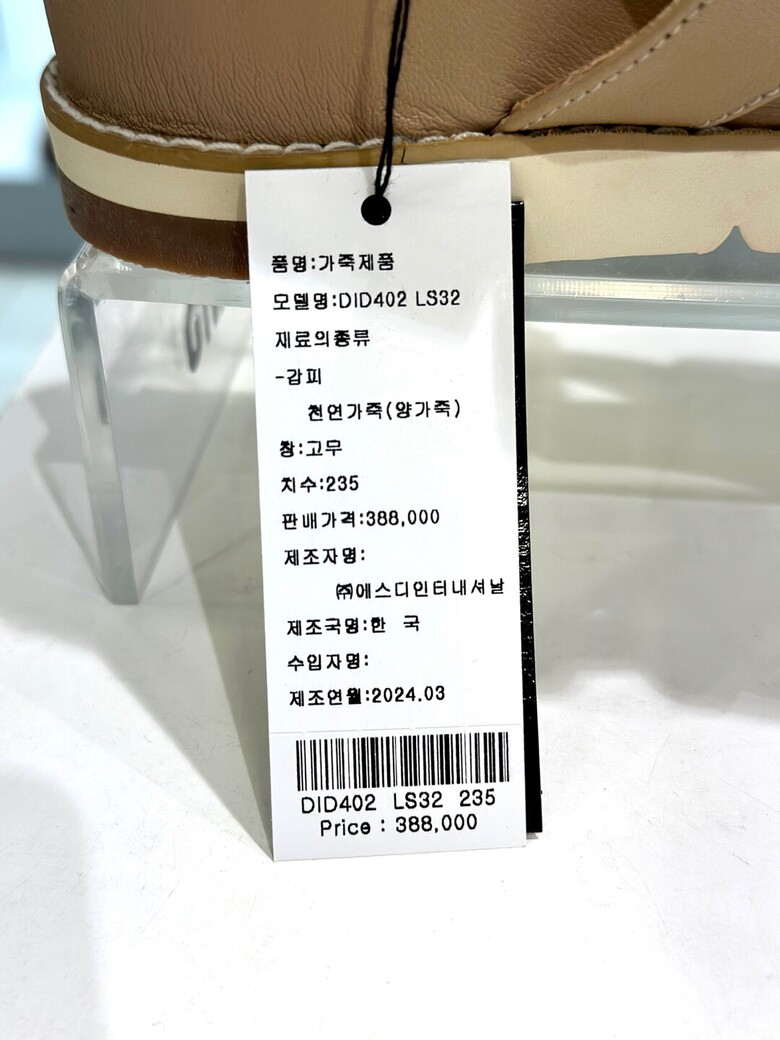 품명:가죽제품
모델명:DID402 LS32
재료의종류
-감피
천연가죽(양가죽)
창:고무
치수:235
판매가격:388,000
제조자명:
㈜에스디인터내셔날
제조국명:한 국
수입자명:
제조연월:2024.03
DID402 LS32 235
Price : 388,000